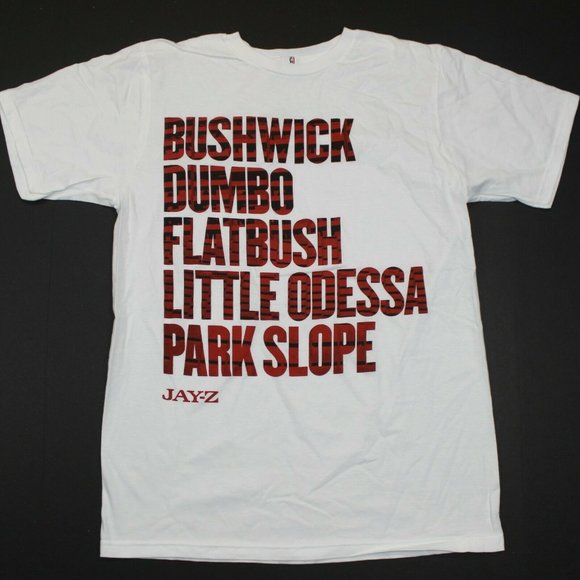 BUSHWICK
DUMBO
FLATBUSH
LITTLE ODESSA
PARK SLOPE
JAY-Z